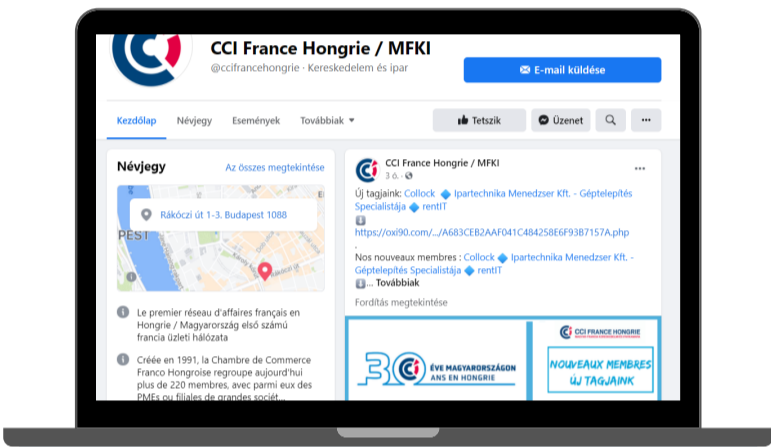 CCI France Hongrie / MFKI
@ccifrancehongrie · Kereskedelem és ipar
E-mail küldése
Kezdőlap
Névjegy
Események
Továbbiak
Tetszik
Üzenet
Névjegy
Az összes megtekintése
Rákóczi út 1-3. Budapest 1088
PEST
Károly
Rákóczi út
Le premier réseau d'affaires français en
Hongrie / Magyarország első számú
francia üzleti hálózata
Créée en 1991, la Chambre de Commerce
Franco Hongroise regroupe aujourd'hui
plus de 220 membres, avec parmi eux des
PMEs ou filiales de grandes sociét...
CCI France Hongrie / MFKI
3 ó. ·
Új tagjaink: Collock 🔷 Ipartechnika Menedzser Kft. - Géptelepítés
Specialistája 🔷 rentIT
⬇️
https://oxi90.com/.../A683CEB2AAF041C484258E6F93B7157A.php
.
Nos nouveaux membres : Collock 🔷 Ipartechnika Menedzser Kft. -
Géptelepítés Specialistája 🔷 rentIT
⬇️... Továbbiak
Fordítás megtekintése
30 ÉVE MAGYARORSZÁGON
ANS EN HONGRIE
CCI FRANCE HONGRIE
NOUVEAUX MEMBRES
ÚJ TAGJAINK